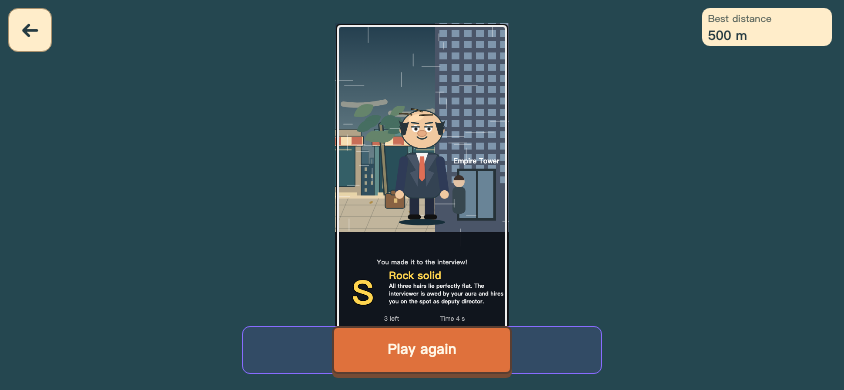 Best distance
500 m
Empire Tower
You made it to the interview!
S
Rock solid
All three hairs lie perfectly flat. The
interviewer is awed by your aura and hires
you on the spot as deputy director.
3 left
Time 4 s
Play again